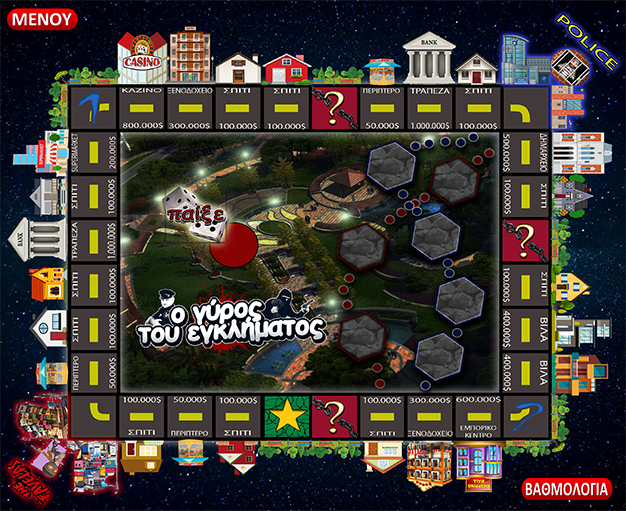 ΜΕΝΟΥ
POLICE
BANK
CASINO
ΚΑΖΙΝΟ
ΞΕΝΟΔΟΧΕΙΟ
ΣΠΙΤΙ
ΣΠΙΤΙ
?
ΠΕΡΙΠΤΕΡΟ
ΤΡΑΠΕΖΑ
ΣΠΙΤΙ
800.000$
300.000$
100.000$
100.000$
50.000$
1.000.000$
100.000$
SUPERMARKET
200.000$
500.000$
ΔΗΜΑΡΧΕΙΟ
ΣΠΙΤΙ
100.000$
100.000$
ΣΠΙΤΙ
BANK
ΤΡΑΠΕΖΑ
1.000.000$
?
ΣΠΙΤΙ
100.000$
100.000$
ΣΠΙΤΙ
ΣΠΙΤΙ
100.000$
400.000$
ΒΙΛΑ
ΠΕΡΙΠΤΕΡΟ
50.000$
400.000$
ΒΙΛΑ
παίξε
ο γύρος
του εγκλήματος
100.000$
50.000$
100.000$
?
100.000$
300.000$
600.000$
ΣΠΙΤΙ
ΠΕΡΙΠΤΕΡΟ
ΣΠΙΤΙ
ΣΠΙΤΙ
ΞΕΝΟΔΟΧΕΙΟ
ΕΜΠΟΡΙΚΟ
ΚΕΝΤΡΟ
ΒΑΘΜΟΛΟΓΙΑ